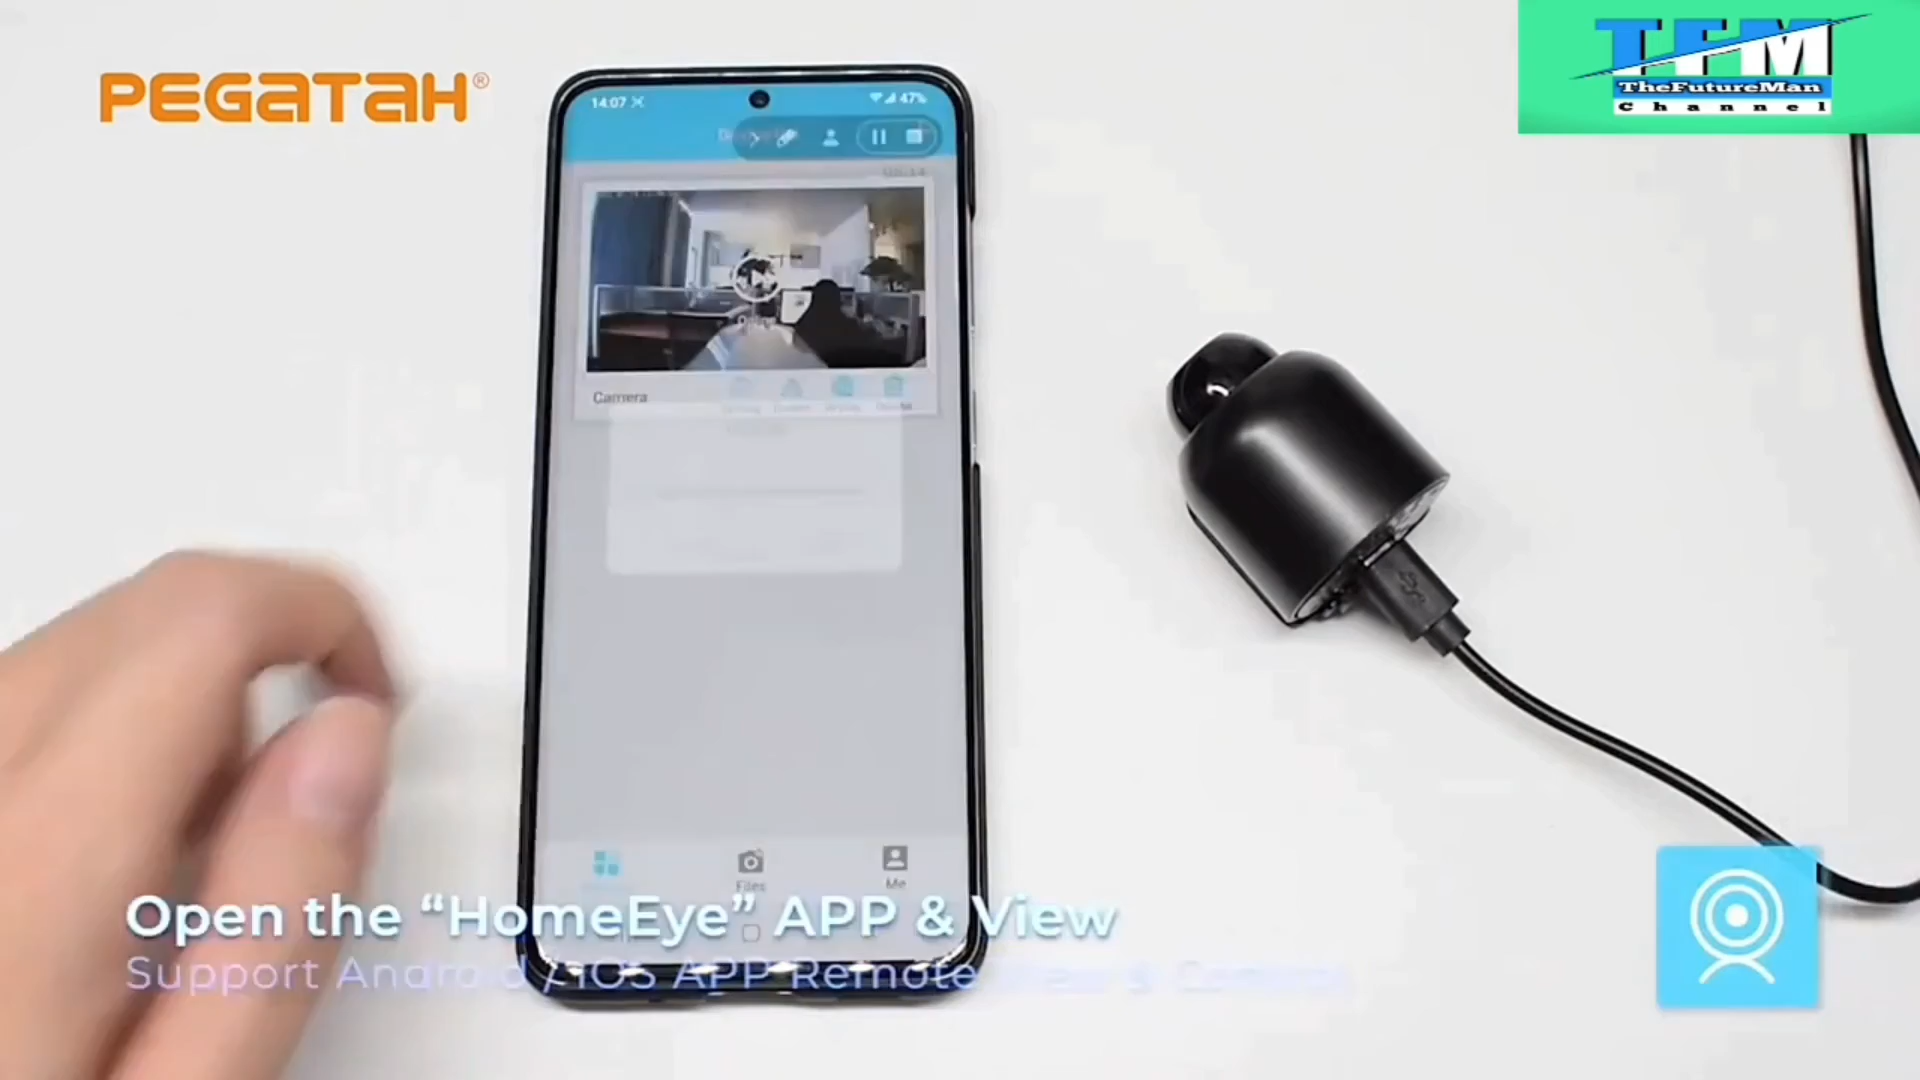 PEGATAH®
TFM
TheFutureMan
Channel
14:07
47%
Camera
Files
Me
Open the “HomeEye” APP & View
Support Android / IOS APP Remote